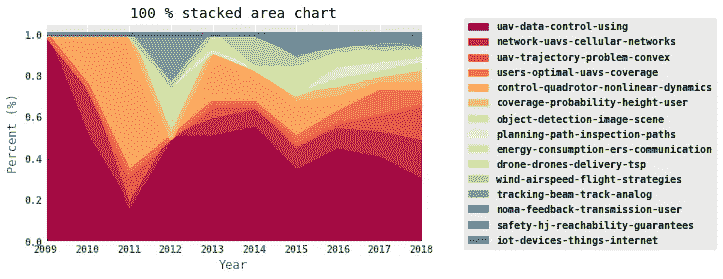 100 % stacked area chart
1.0
0.8
0.6
0.4
0.2
0.0
Percent (%)
2009 2010 2011 2012 2013 2014 2015 2016 2017 2018
Year
uav-data-control-using
network-uavs-cellular-networks
uav-trajectory-problem-convex
users-optimal-uavs-coverage
control-quadrotor-nonlinear-dynamics
coverage-probability-height-user
object-detection-image-scene
planning-path-inspection-paths
energy-consumption-ers-communication
drone-drones-delivery-tsp
wind-airspeed-flight-strategies
tracking-beam-track-analog
noma-feedback-transmission-user
safety-hj-reachability-guarantees
iot-devices-things-internet